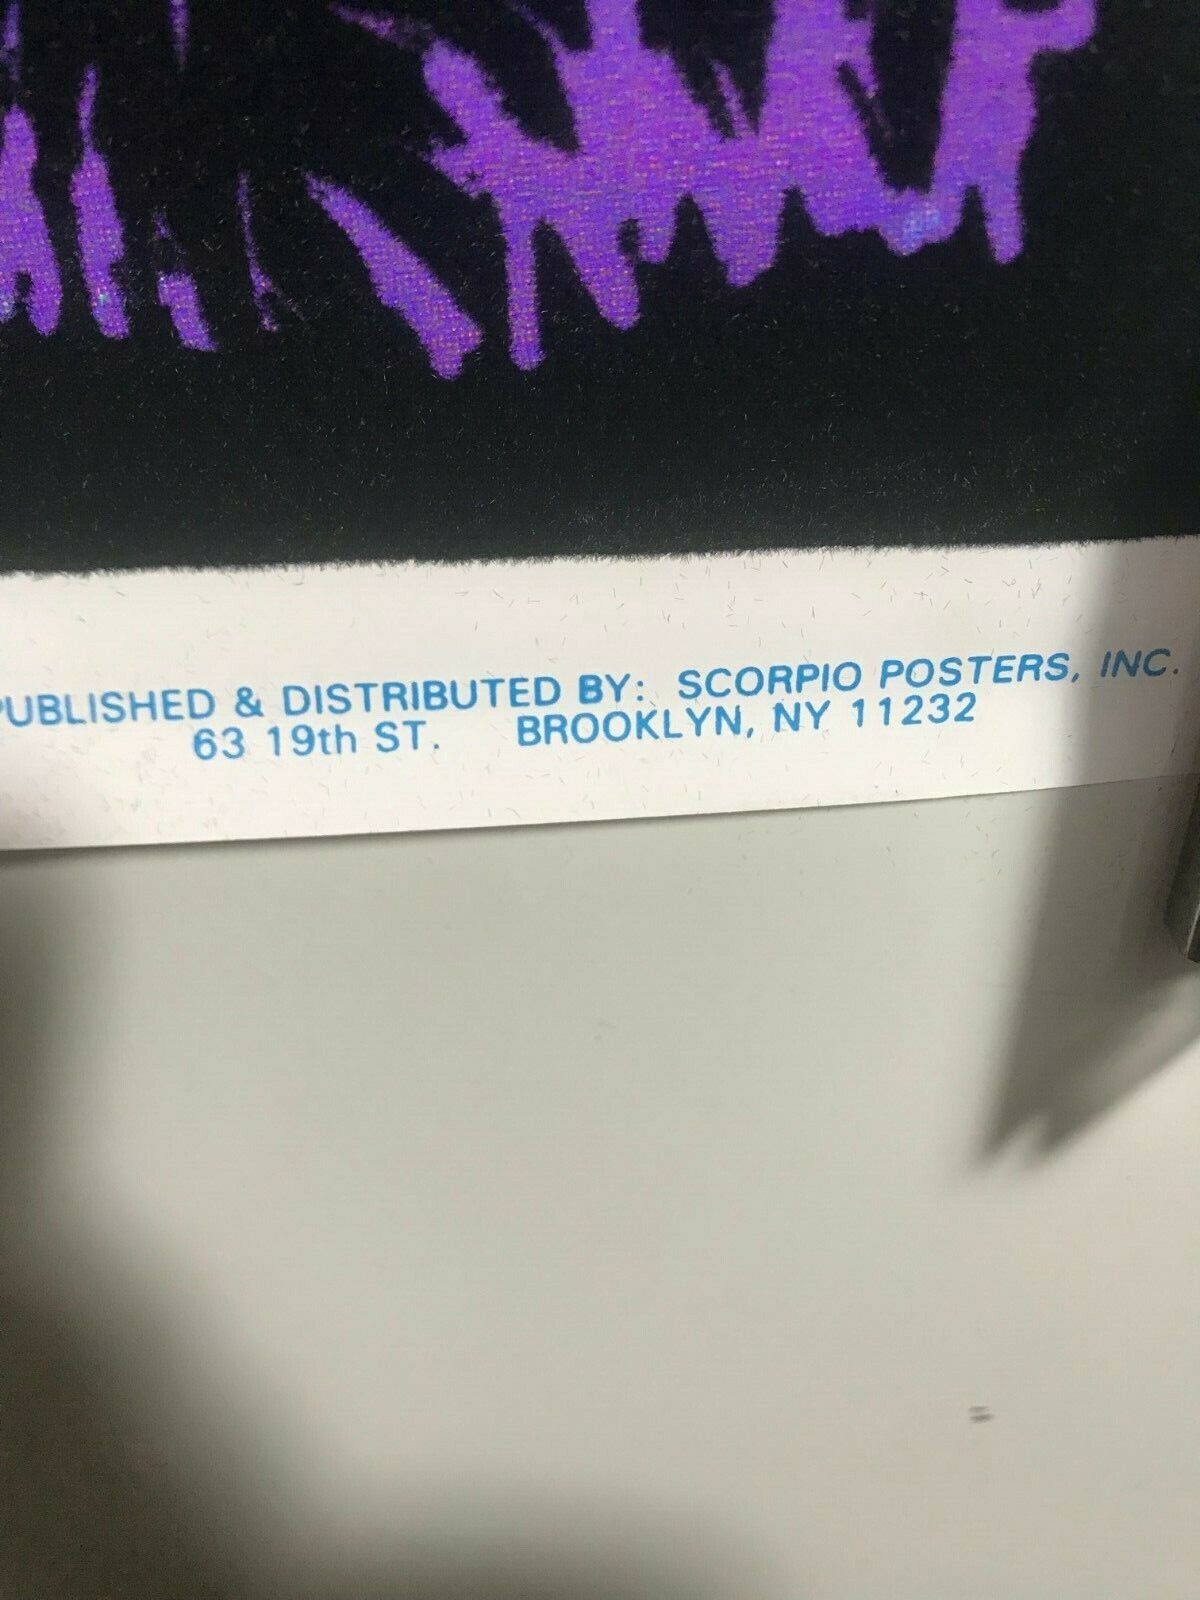 PUBLISHED & DISTRIBUTED BY: SCORPIO POSTERS, INC.
63 19th ST. BROOKLYN, NY 11232